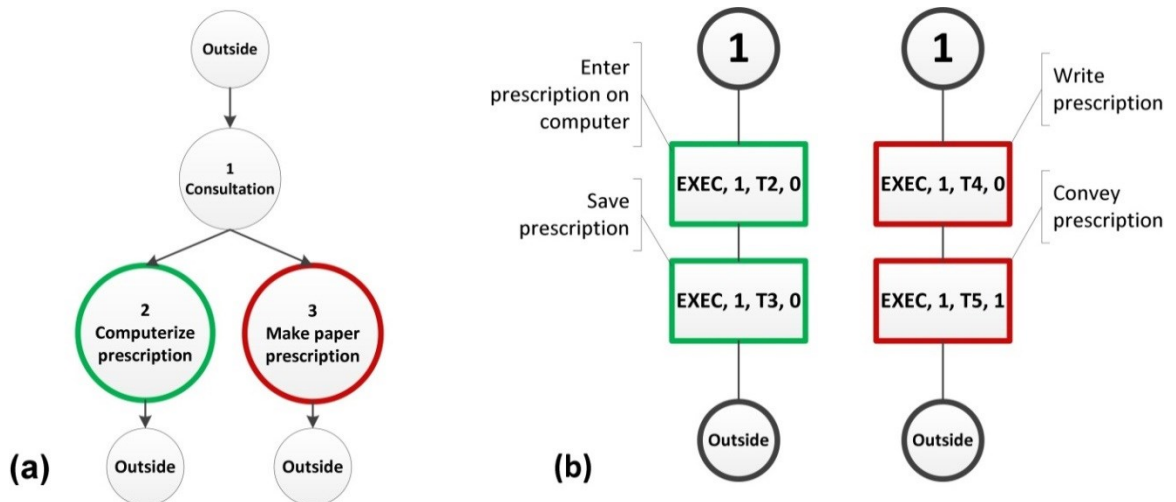 Outside
1
Consultation
2
Computerize
prescription
3
Make paper
prescription
Outside
Outside
(a)
1
1
Enter
prescription on
computer
Write
prescription
EXEC, 1, T2, 0
EXEC, 1, T4, 0
Save
prescription
Convey
prescription
EXEC, 1, T3, 0
EXEC, 1, T5, 1
Outside
Outside
(b)